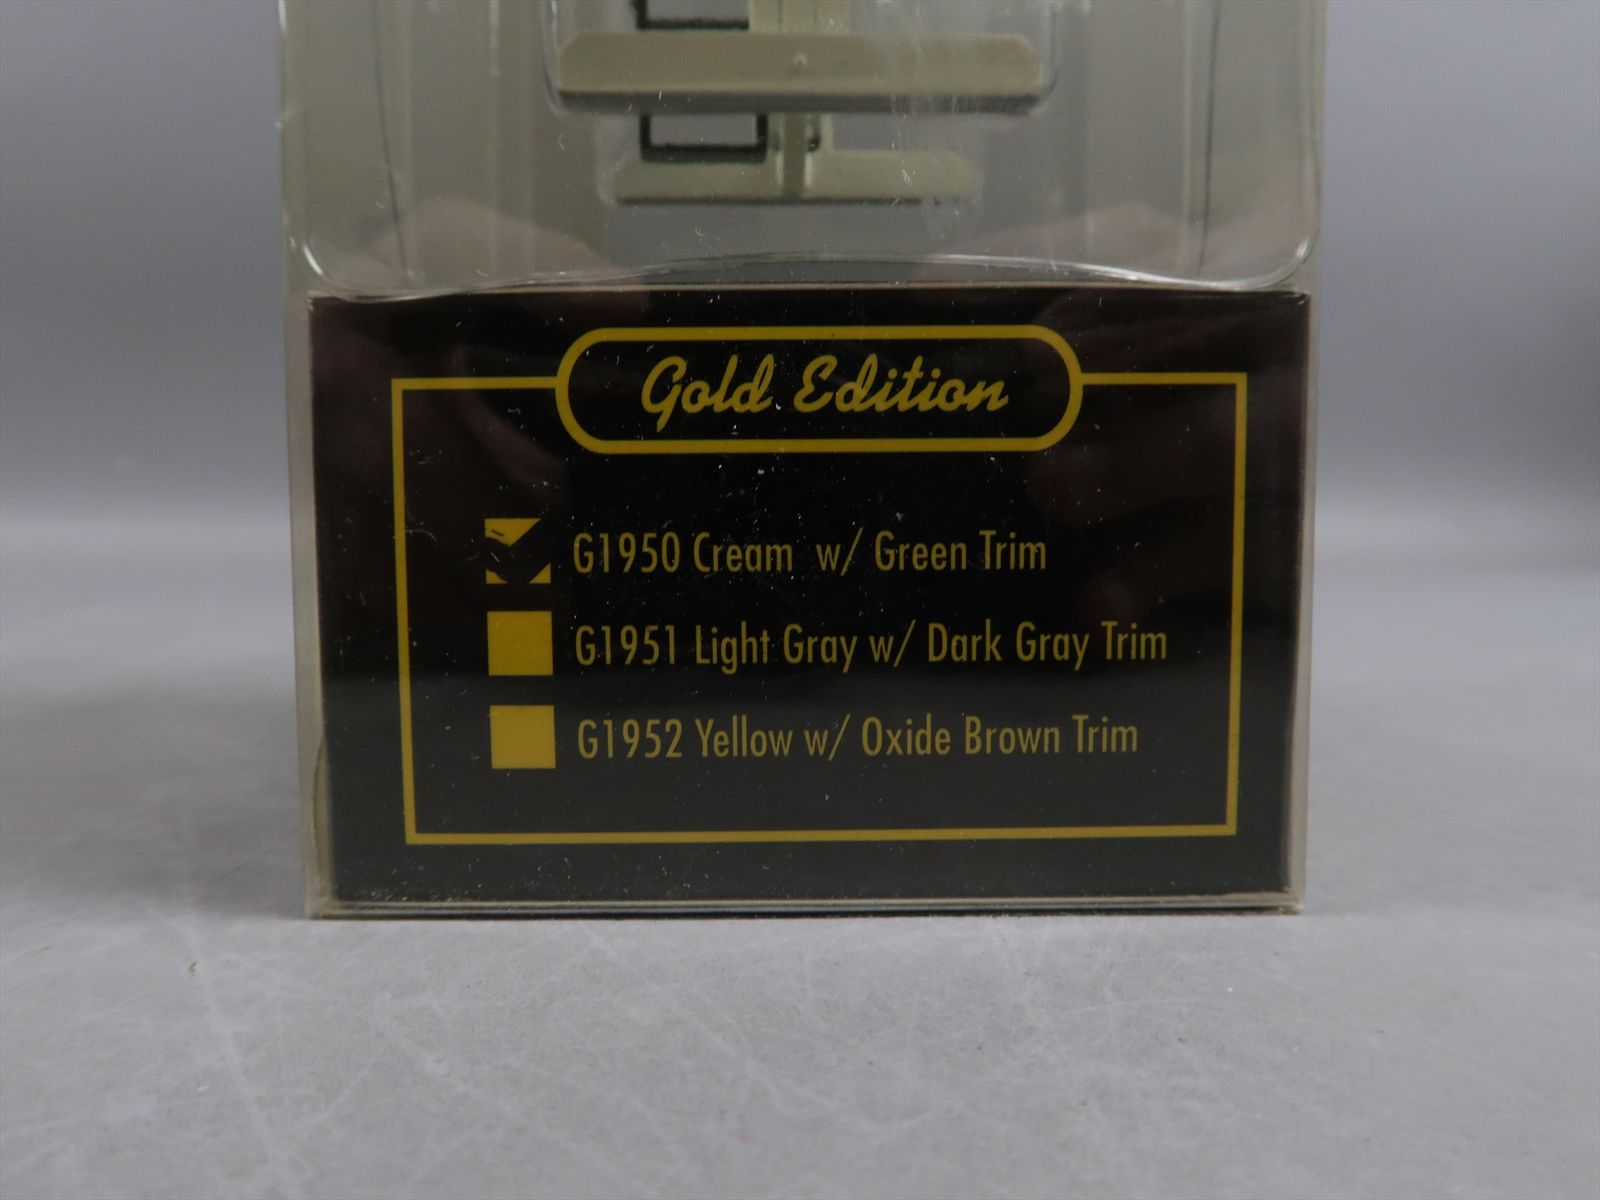 Gold Edition
G1950 Cream w/ Green Trim
G1951 Light Gray w/ Dark Gray Trim
G1952 Yellow w/ Oxide Brown Trim